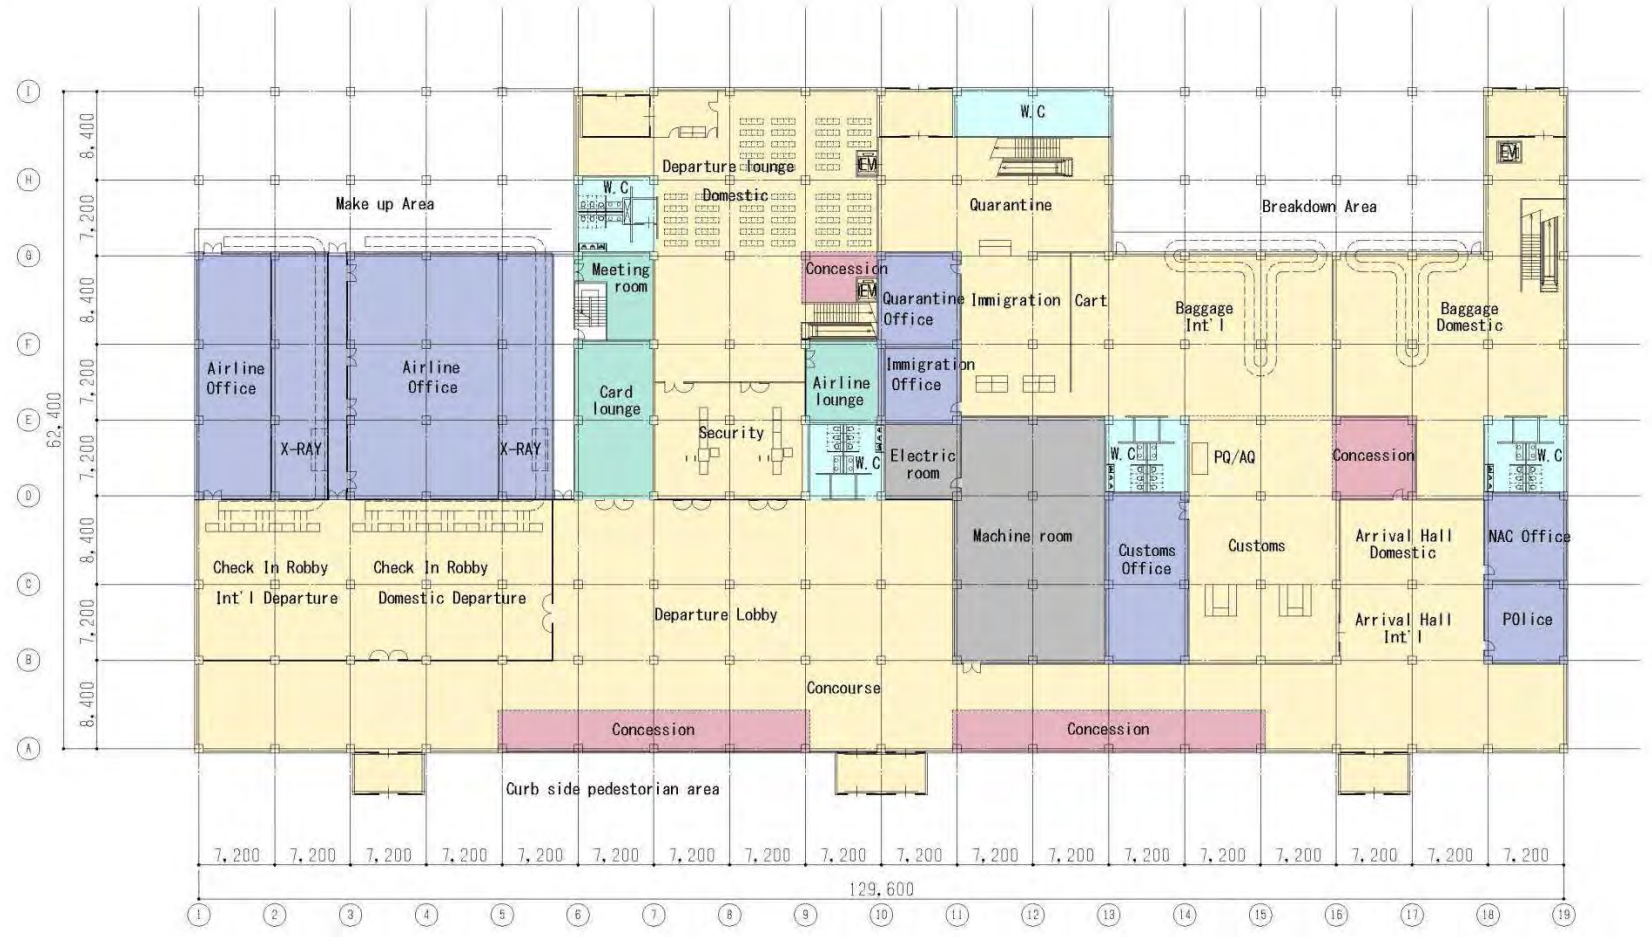 I
W.C
8,400
Departure lounge
EV
EV
H
W.C
Domestic
Make up Area
Quarantine
Breakdown Area
7,200
G
Meeting
room
Concession
EV
Quarantine
Office
Immigration
Cart
Baggage
Int'l
Baggage
Domestic
8,400
F
Airline
Office
Airline
Office
Card
lounge
Airline
lounge
Immigration
Office
7,200
62,400
E
X-RAY
X-RAY
Security
W.C
Electric
room
W.C
PQ/AQ
Concession
W.C
7,200
D
Machine room
Customs
Office
Customs
Arrival Hall
Domestic
NAC Office
8,400
Check In Robby
Int'l Departure
Check In Robby
Domestic Departure
C
Departure Lobby
Arrival Hall
Int'l
POlice
7,200
B
Concourse
8,400
Concession
Concession
A
Curb side pedestorian area
7,200 7,200 7,200 7,200 7,200 7,200 7,200 7,200 7,200 7,200 7,200 7,200 7,200 7,200 7,200 7,200 7,200 7,200
129,600
1 2 3 4 5 6 7 8 9 10 11 12 13 14 15 16 17 18 19